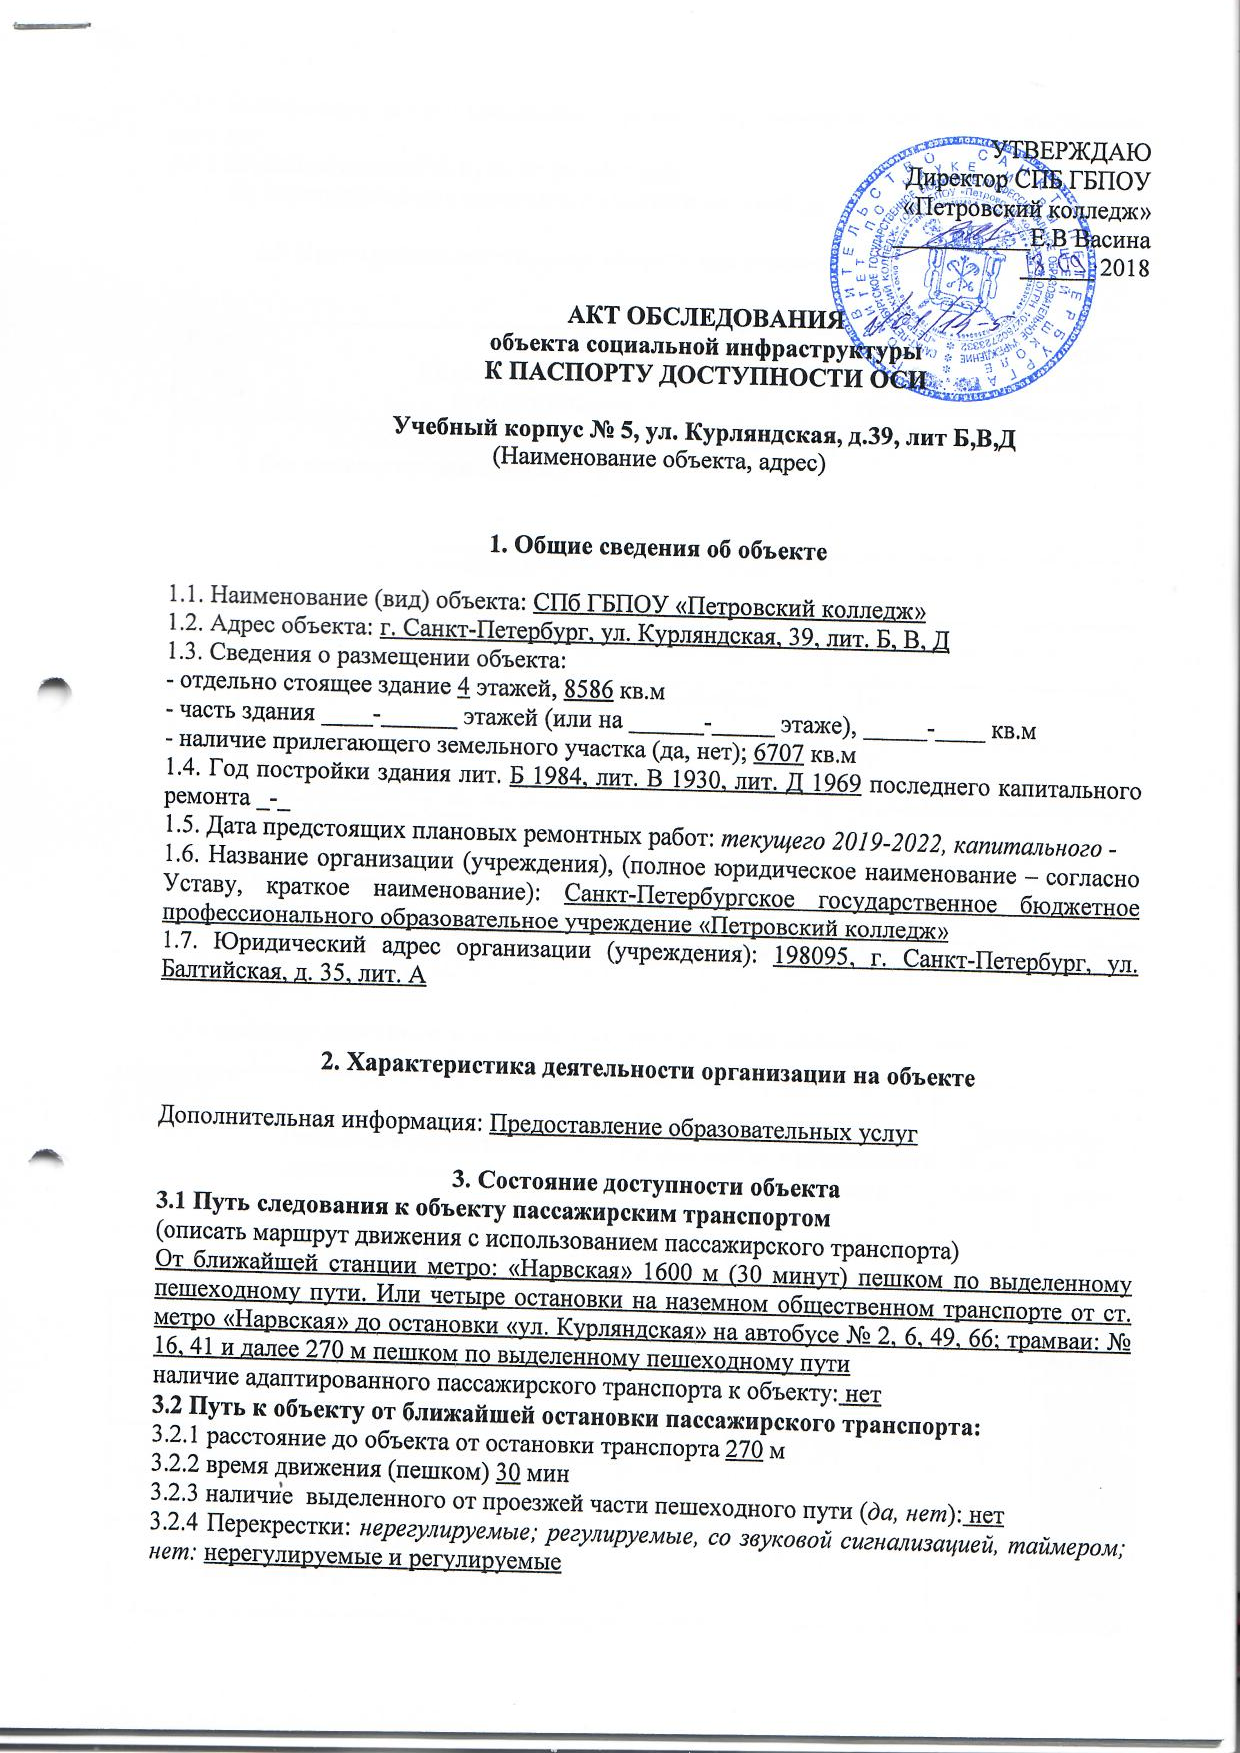 УТВЕРЖДАЮ
Директор СПБ ГБПОУ
«Петровский колледж»
Е.В Васина
2018
АКТ ОБСЛЕДОВАНИЯ
объекта социальной инфраструктуры
К ПАСПОРТУ ДОСТУПНОСТИ ОСИ
Учебный корпус № 5, ул. Курляндская, д.39, лит Б,В,Д
(Наименование объекта, адрес)
1. Общие сведения об объекте
1.1. Наименование (вид) объекта: СПб ГБПОУ «Петровский колледж»
1.2. Адрес объекта: г. Санкт-Петербург, ул. Курляндская, 39, лит. Б, В, Д
1.3. Сведения о размещении объекта:
- отдельно стоящее здание 4 этажей, 8586 кв.м
- часть здания ____-______ этажей (или на ______-_____ этаже), _____-____ кв.м
- наличие прилегающего земельного участка (да, нет); 6707 кв.м
1.4. Год постройки здания лит. Б 1984, лит. В 1930, лит. Д 1969 последнего капитального
ремонта _-_
1.5. Дата предстоящих плановых ремонтных работ: текущего 2019-2022, капитального -
1.6. Название организации (учреждения), (полное юридическое наименование – согласно
Уставу, краткое наименование): Санкт-Петербургское государственное бюджетное
профессионального образовательное учреждение «Петровский колледж»
1.7. Юридический адрес организации (учреждения): 198095, г. Санкт-Петербург, ул.
Балтийская, д. 35, лит. А
2. Характеристика деятельности организации на объекте
Дополнительная информация: Предоставление образовательных услуг
3. Состояние доступности объекта
3.1 Путь следования к объекту пассажирским транспортом
(описать маршрут движения с использованием пассажирского транспорта)
От ближайшей станции метро: «Нарвская» 1600 м (30 минут) пешком по выделенному
пешеходному пути. Или четыре остановки на наземном общественном транспорте от ст.
метро «Нарвская» до остановки «ул. Курляндская» на автобусе № 2, 6, 49, 66; трамваи: №
16, 41 и далее 270 м пешком по выделенному пешеходному пути
наличие адаптированного пассажирского транспорта к объекту: нет
3.2 Путь к объекту от ближайшей остановки пассажирского транспорта:
3.2.1 расстояние до объекта от остановки транспорта 270 м
3.2.2 время движения (пешком) 30 мин
3.2.3 наличие выделенного от проезжей части пешеходного пути (да, нет): нет
3.2.4 Перекрестки: нерегулируемые; регулируемые, со звуковой сигнализацией, таймером;
нет: нерегулируемые и регулируемые